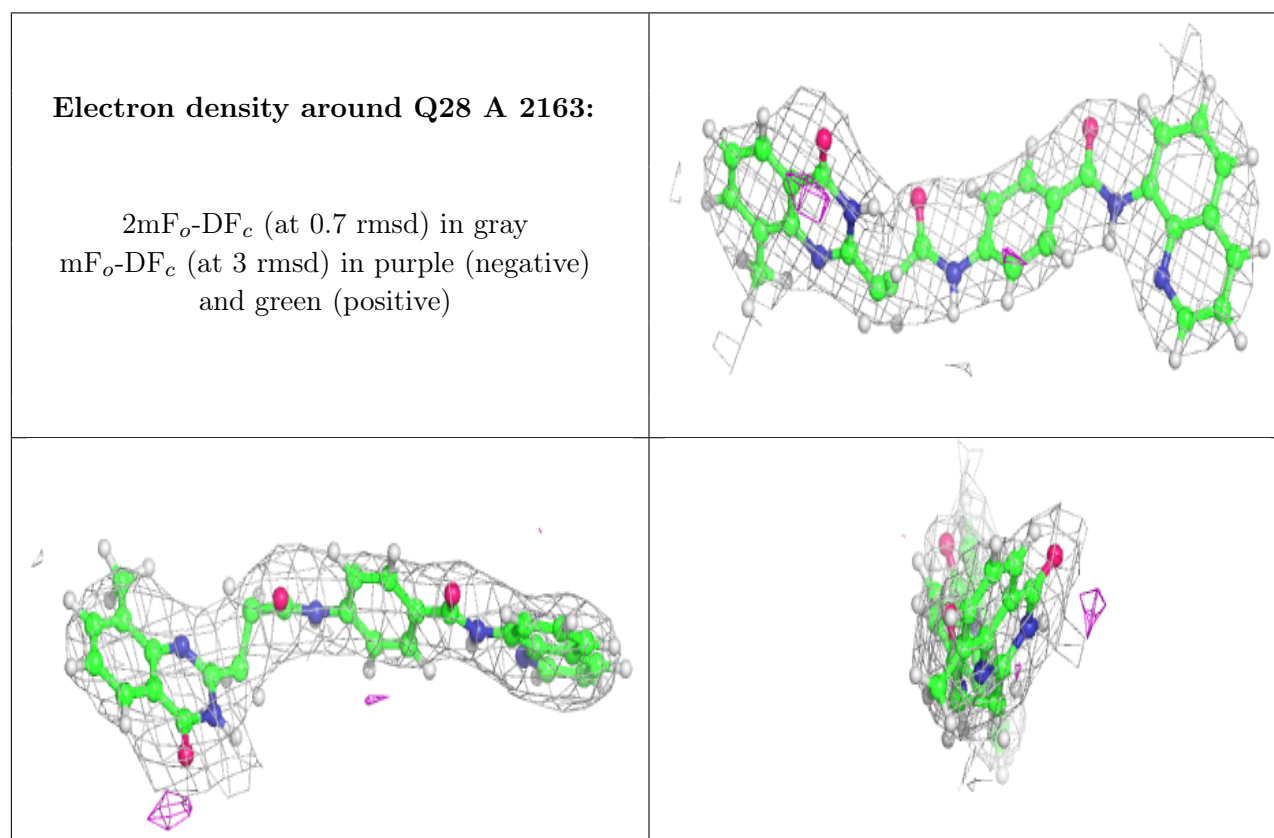 Electron density around Q28 A 2163:
2mFo-DFc (at 0.7 rmsd) in gray
mFo-DFc (at 3 rmsd) in purple (negative)
and green (positive)